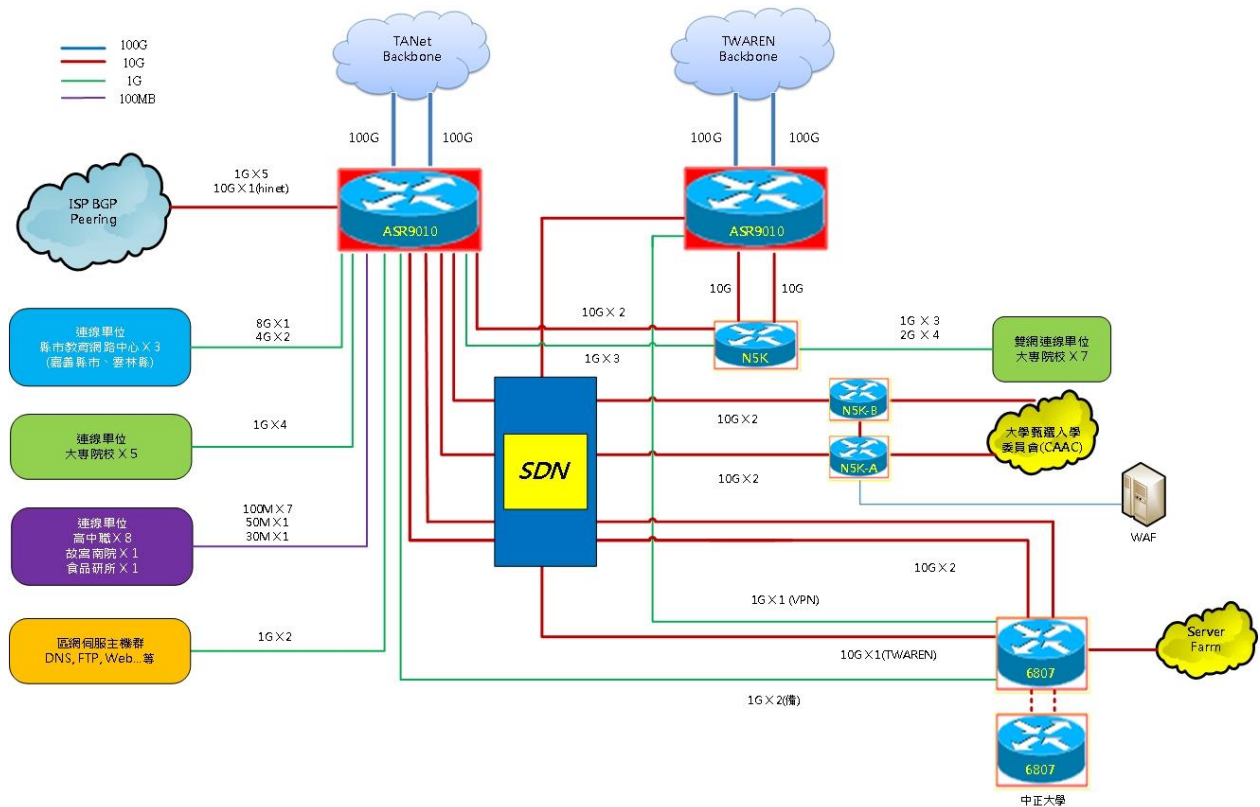 100G
10G
1G
100MB
TANet
Backbone
TWAREN
Backbone
100G
100G
100G
100G
ISP BGP
Peering
1G×5
10G×1(hinet)
ASR9010
ASR9010
連線單位
縣市教育網路中心×3
(嘉義縣市、雲林縣)
8G×1
4G×2
10G×2
10G
10G
N5K
1G×3
1G×3
2G×4
雙網連線單位
大專院校×7
連線單位
大專院校×5
1G×4
SDN
10G×2
N5K-B
10G×2
N5K-A
大學甄選入學
委員會(CAAC)
WAF
連線單位
高中職×8
故宮南院×1
食品研所×1
100M×7
50M×1
30M×1
10G×2
1G×1 (VPN)
區網伺服主機群
DNS, FTP, Web...等
1G×2
10G×1(TWAREN)
6807
Server
Farm
1G×2(備)
6807
中正大學